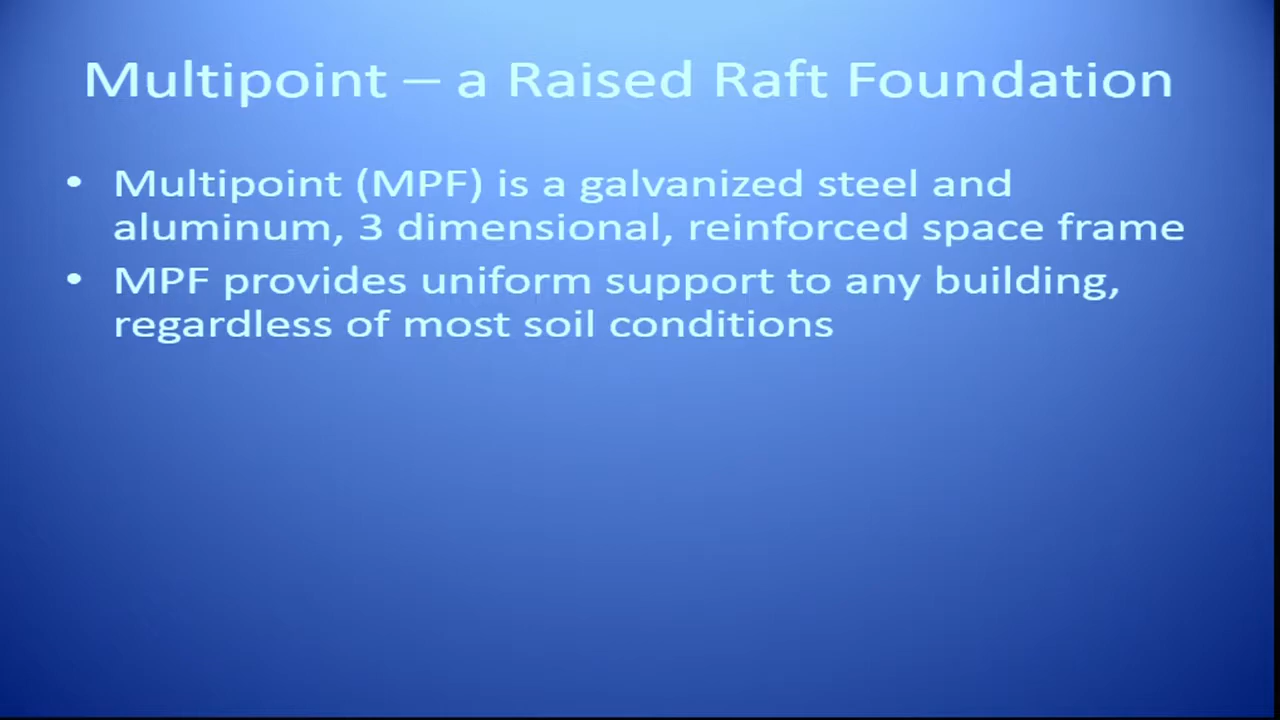 Multipoint – a Raised Raft Foundation
• Multipoint (MPF) is a galvanized steel and
aluminum, 3 dimensional, reinforced space frame
• MPF provides uniform support to any building,
regardless of most soil conditions